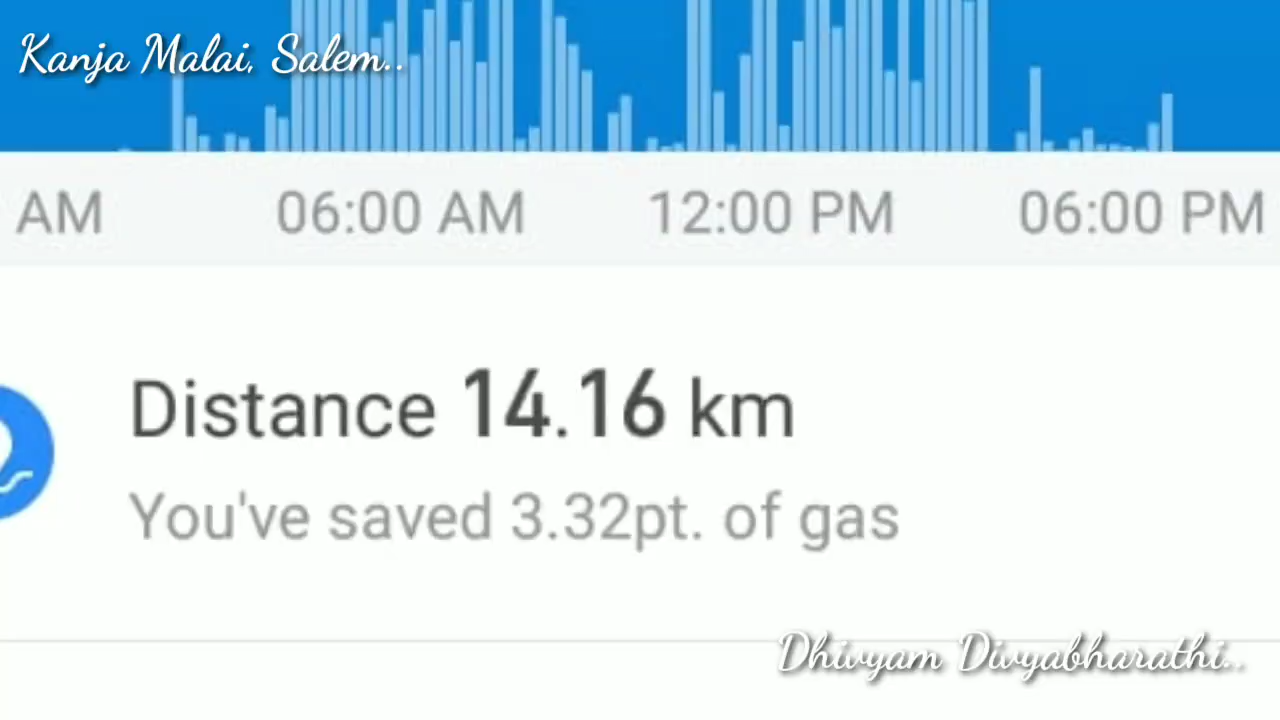 Kanja Malai, Salem..
AM 06:00 AM 12:00 PM 06:00 PM
Distance 14.16 km
You've saved 3.32pt. of gas
Dhivyam Divyabharathi..